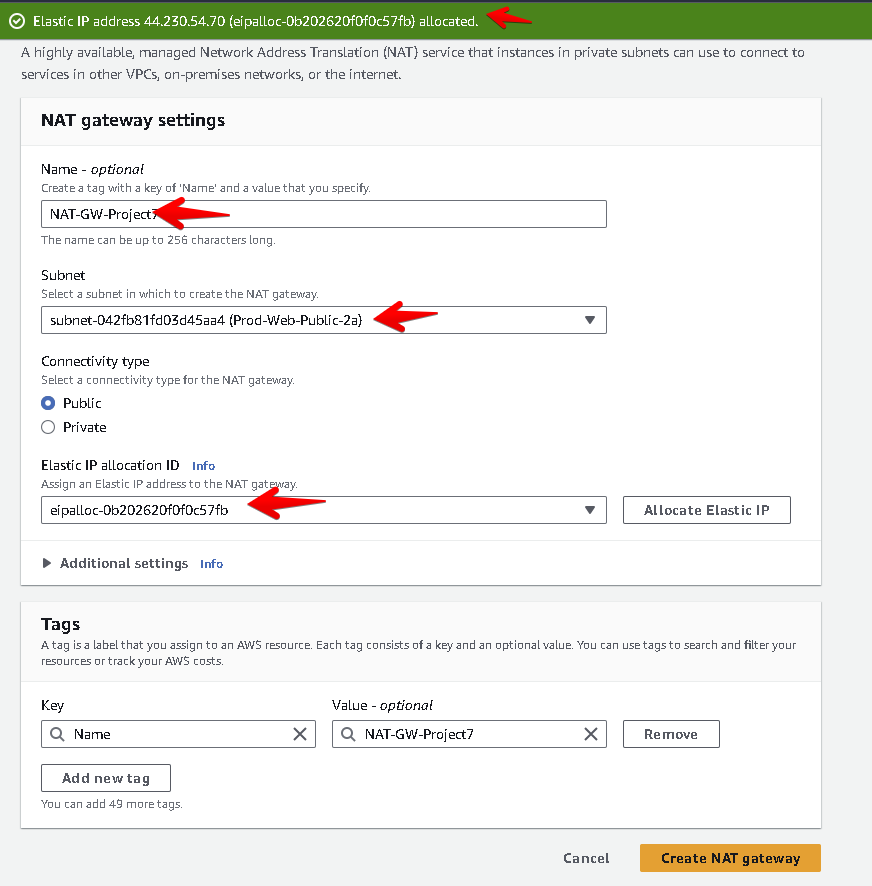 Elastic IP address 44.230.54.70 (eipalloc-0b202620f0f0c57fb) allocated.
A highly available, managed Network Address Translation (NAT) service that instances in private subnets can use to connect to
services in other VPCs, on-premises networks, or the internet.
NAT gateway settings
Name - optional
Create a tag with a key of 'Name' and a value that you specify.
NAT-GW-Project7
The name can be up to 256 characters long.
Subnet
Select a subnet in which to create the NAT gateway.
subnet-042fb81fd03d45aa4 (Prod-Web-Public-2a)
Connectivity type
Select a connectivity type for the NAT gateway.
Public
Private
Elastic IP allocation ID Info
Assign an Elastic IP address to the NAT gateway.
eipalloc-0b202620f0f0c57fb
Allocate Elastic IP
Additional settings Info
Tags
A tag is a label that you assign to an AWS resource. Each tag consists of a key and an optional value. You can use tags to search and filter your
resources or track your AWS costs.
Key
Value - optional
Name
NAT-GW-Project7
Remove
Add new tag
You can add 49 more tags.
Cancel
Create NAT gateway